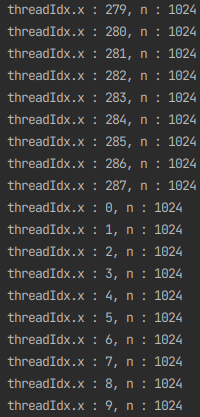 threadIdx.x : 279, n : 1024
threadIdx.x : 280, n : 1024
threadIdx.x : 281, n : 1024
threadIdx.x : 282, n : 1024
threadIdx.x : 283, n : 1024
threadIdx.x : 284, n : 1024
threadIdx.x : 285, n : 1024
threadIdx.x : 286, n : 1024
threadIdx.x : 287, n : 1024
threadIdx.x : 0, n : 1024
threadIdx.x : 1, n : 1024
threadIdx.x : 2, n : 1024
threadIdx.x : 3, n : 1024
threadIdx.x : 4, n : 1024
threadIdx.x : 5, n : 1024
threadIdx.x : 6, n : 1024
threadIdx.x : 7, n : 1024
threadIdx.x : 8, n : 1024
threadIdx.x : 9, n : 1024